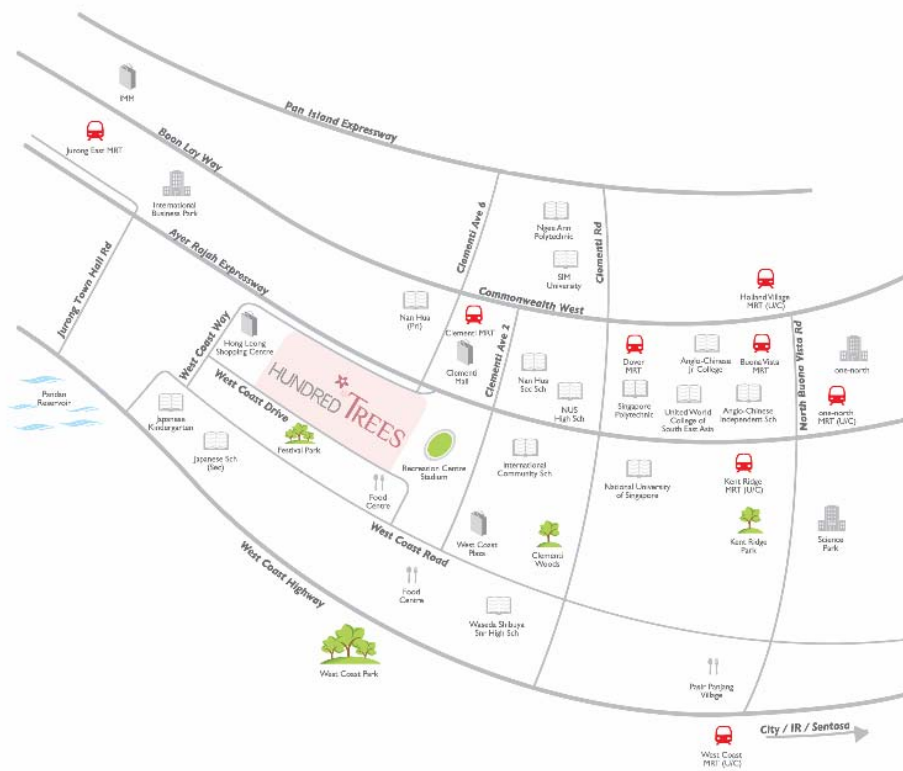 Pan Island Expressway
IMM
Boon Lay Way
Jurong East MRT
International
Business Park
Ayer Rajah Expressway
Clementi Ave 6
Ngee Ann
Polytechnic
Clementi Rd
SIM
University
Jurong Town Hall Rd
Commonwealth West
Holland Village
MRT (U/C)
Nan Hua
(Pri)
Clementi MRT
West Coast Way
Hong Leong
Shopping Centre
Clementi
Mall
Clementi Ave 2
Nan Hua
Sec Sch
Dover
MRT
Anglo-Chinese
Jr College
Buona Vista
MRT
North Buona Vista Rd
one-north
HUNDRED TREES
Pandan
Reservoir
West Coast Drive
NUS
High Sch
Singapore
Polytechnic
United World
College of
South East Asia
Anglo-Chinese
Independent Sch
one-north
MRT (U/C)
Japanese
Kindergarten
Japanese Sch
(Sec)
Festival Park
Recreation Centre
Stadium
International
Community Sch
National University
of Singapore
Kent Ridge
MRT (U/C)
Food
Centre
West Coast Road
West Coast
Plaza
Clementi
Woods
Kent Ridge
Park
Science
Park
West Coast Highway
Food
Centre
Waseda Shibuya
Snr High Sch
West Coast Park
Pasir Panjang
Village
West Coast
MRT (U/C)
City / IR / Sentosa